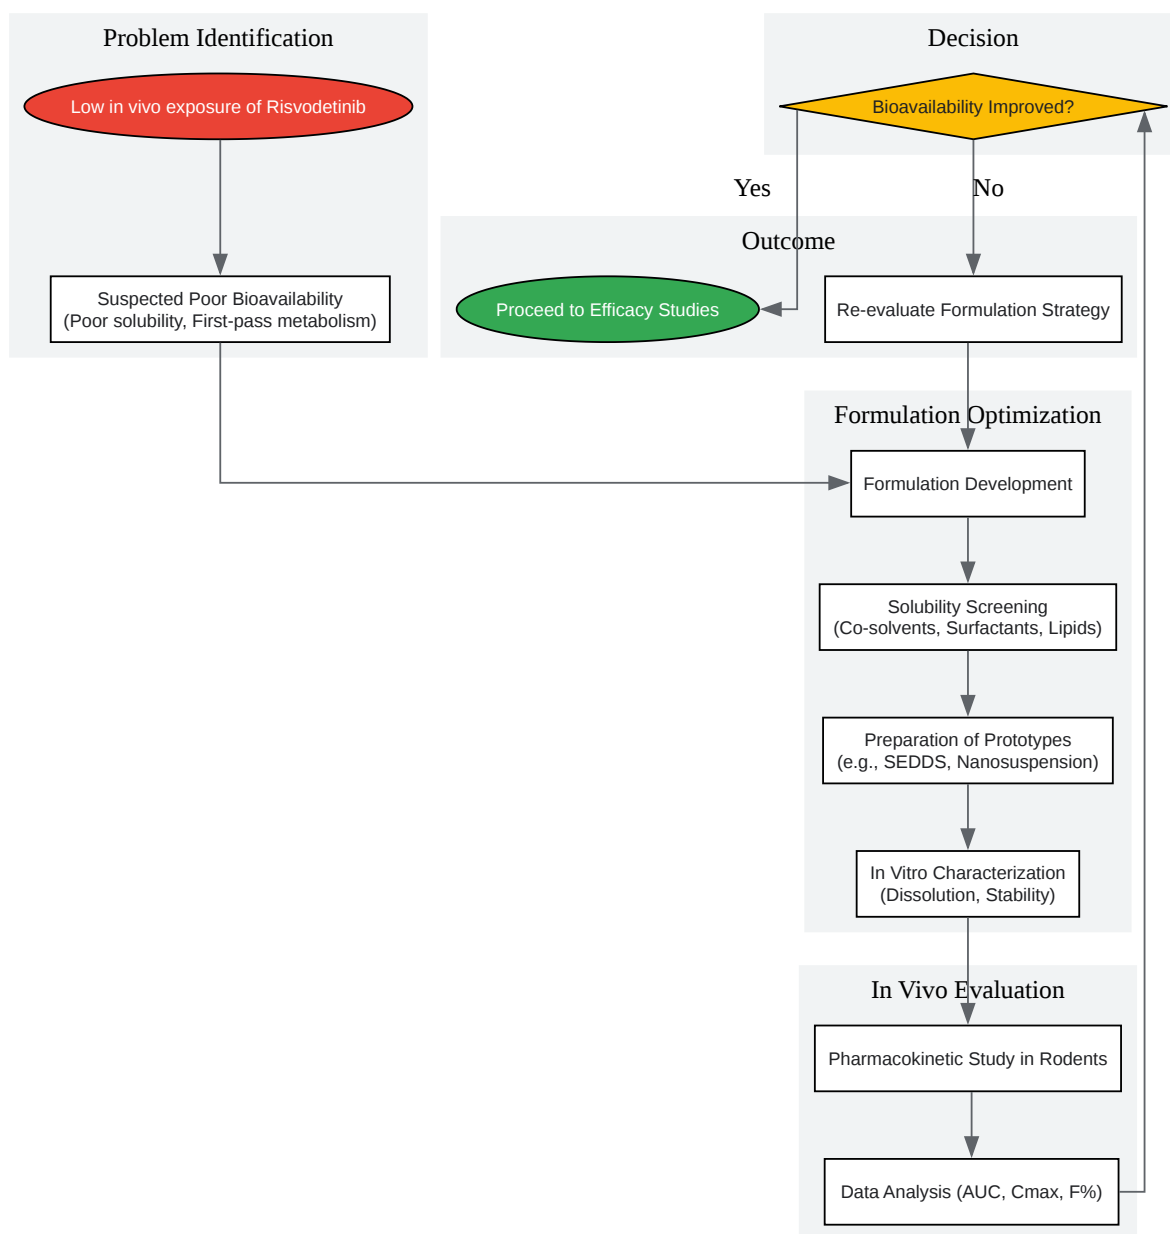 Problem Identification
Low in vivo exposure of Risvodetinib
Suspected Poor Bioavailability
(Poor solubility, First-pass metabolism)
Decision
Bioavailability Improved?
Yes
No
Outcome
Proceed to Efficacy Studies
Re-evaluate Formulation Strategy
Formulation Optimization
Formulation Development
Solubility Screening
(Co-solvents, Surfactants, Lipids)
Preparation of Prototypes
(e.g., SEDDS, Nanosuspension)
In Vitro Characterization
(Dissolution, Stability)
In Vivo Evaluation
Pharmacokinetic Study in Rodents
Data Analysis (AUC, Cmax, F%)